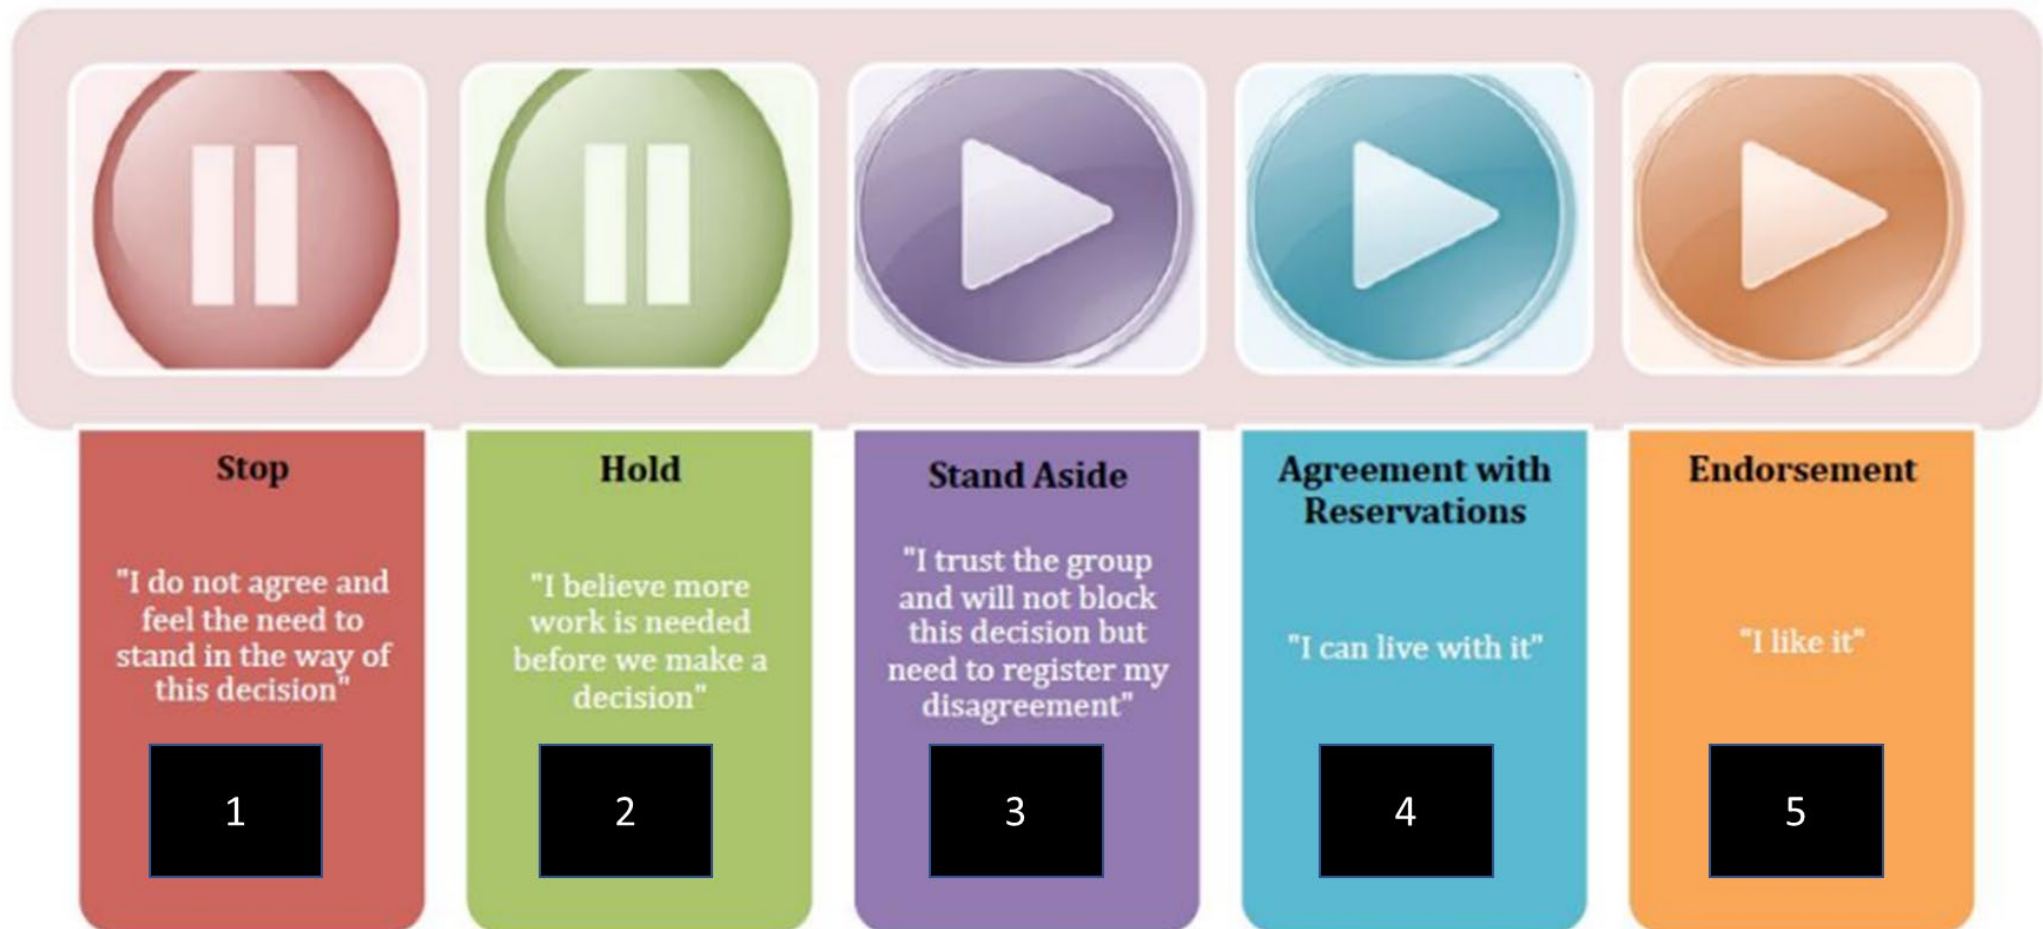 Stop
"I do not agree and
feel the need to
stand in the way of
this decision"
1
Hold
"I believe more
work is needed
before we make a
decision"
2
Stand Aside
"I trust the group
and will not block
this decision but
need to register my
disagreement"
3
Agreement with
Reservations
"I can live with it"
4
Endorsement
"I like it"
5